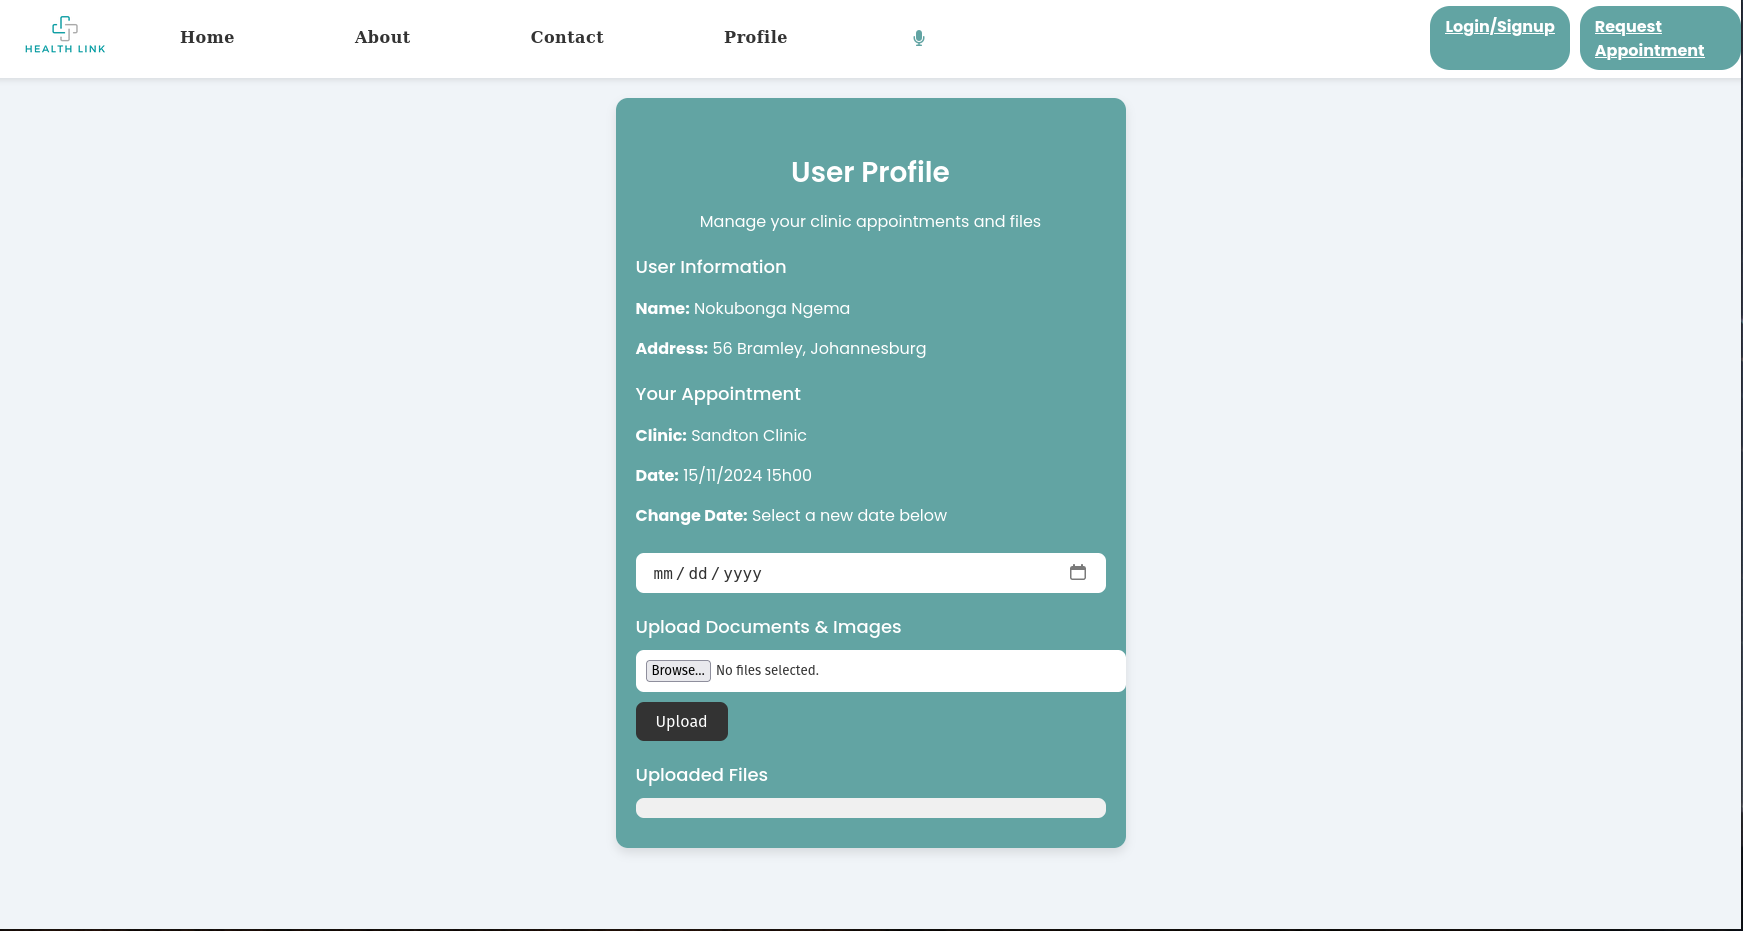 HEALTH LINK
Home
About
Contact
Profile
Login/Signup
Request
Appointment
User Profile
Manage your clinic appointments and files
User Information
Name: Nokubonga Ngema
Address: 56 Bramley, Johannesburg
Your Appointment
Clinic: Sandton Clinic
Date: 15/11/2024 15h00
Change Date: Select a new date below
mm/dd/yyyy
Upload Documents & Images
Browse... No files selected.
Upload
Uploaded Files